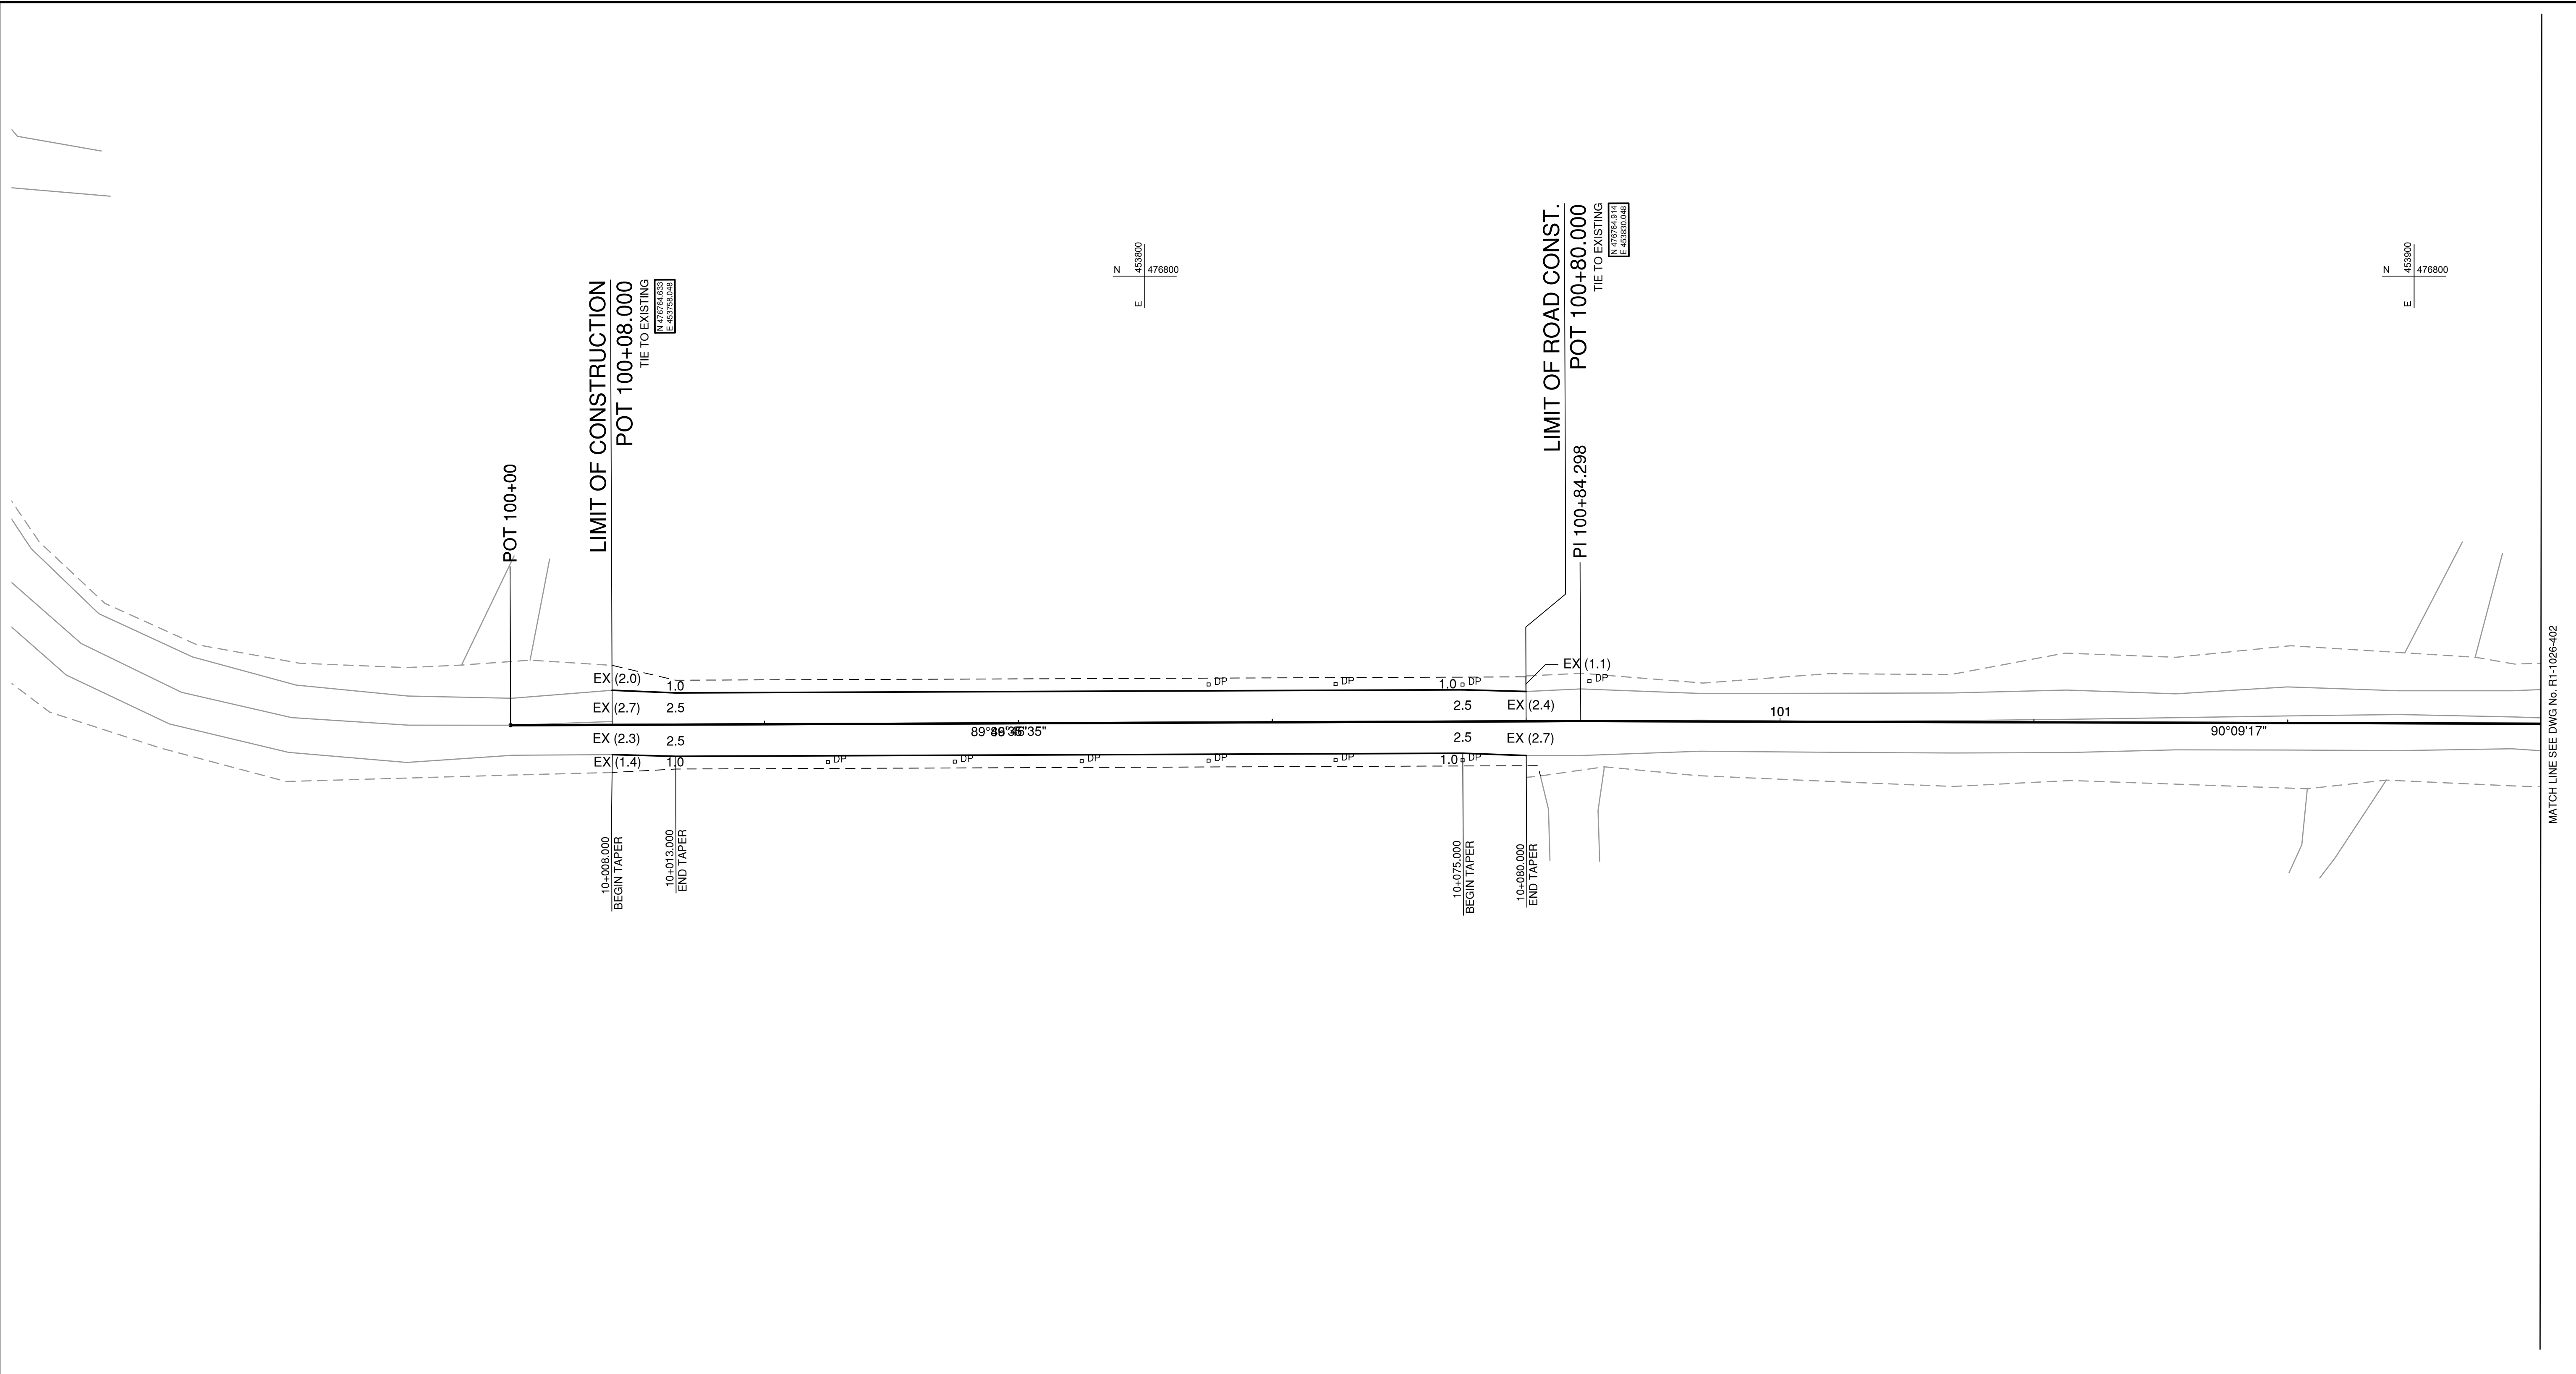 LIMIT OF CONSTRUCTION
POT 100+08.000
TIE TO EXISTING
N 476764.633
E 453758.048
N
453800
476800
E
LIMIT OF ROAD CONST.
POT 100+80.000
TIE TO EXISTING
N 476764.914
E 453830.048
N
453900
476800
E
POT 100+00
PI 100+84.298
EX (2.0)
1.0
DP
DP
1.0
DP
EX (1.1)
DP
EX (2.7)
2.5
2.5
EX (2.4)
101
90°09'17"
EX (2.3)
2.5
2.5
EX (2.7)
EX (1.4)
1.0
DP
DP
DP
DP
DP
1.0
DP
10+008.000
BEGIN TAPER
10+013.000
END TAPER
10+075.000
BEGIN TAPER
10+080.000
END TAPER
MATCH LINE SEE DWG No. R1-1026-402